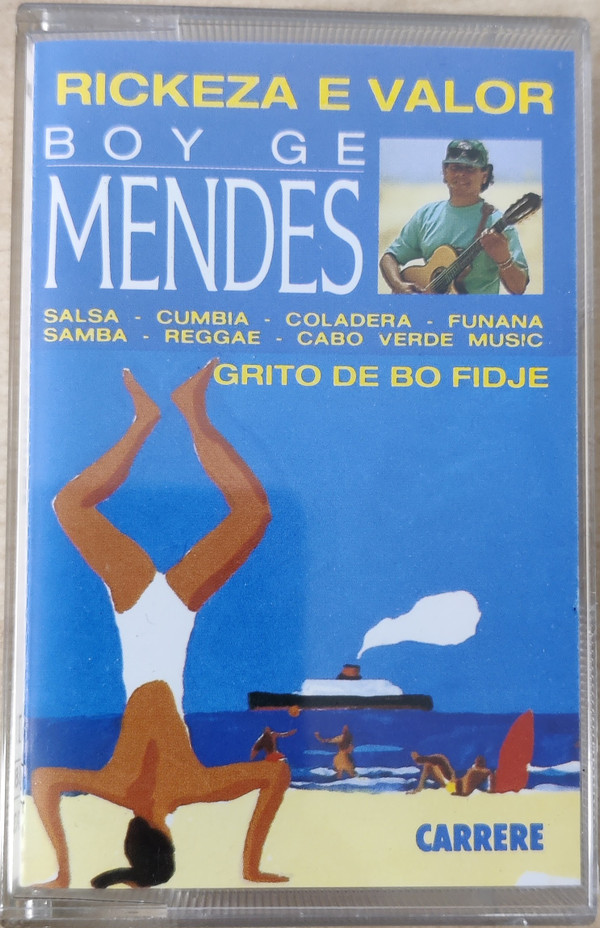 RICKEZA E VALOR
BOY GE
MENDES
SALSA - CUMBIA - COLADERA - FUNANA
SAMBA - REGGAE - CABO VERDE MUSIC
GRITO DE BO FIDJE
CARRERE